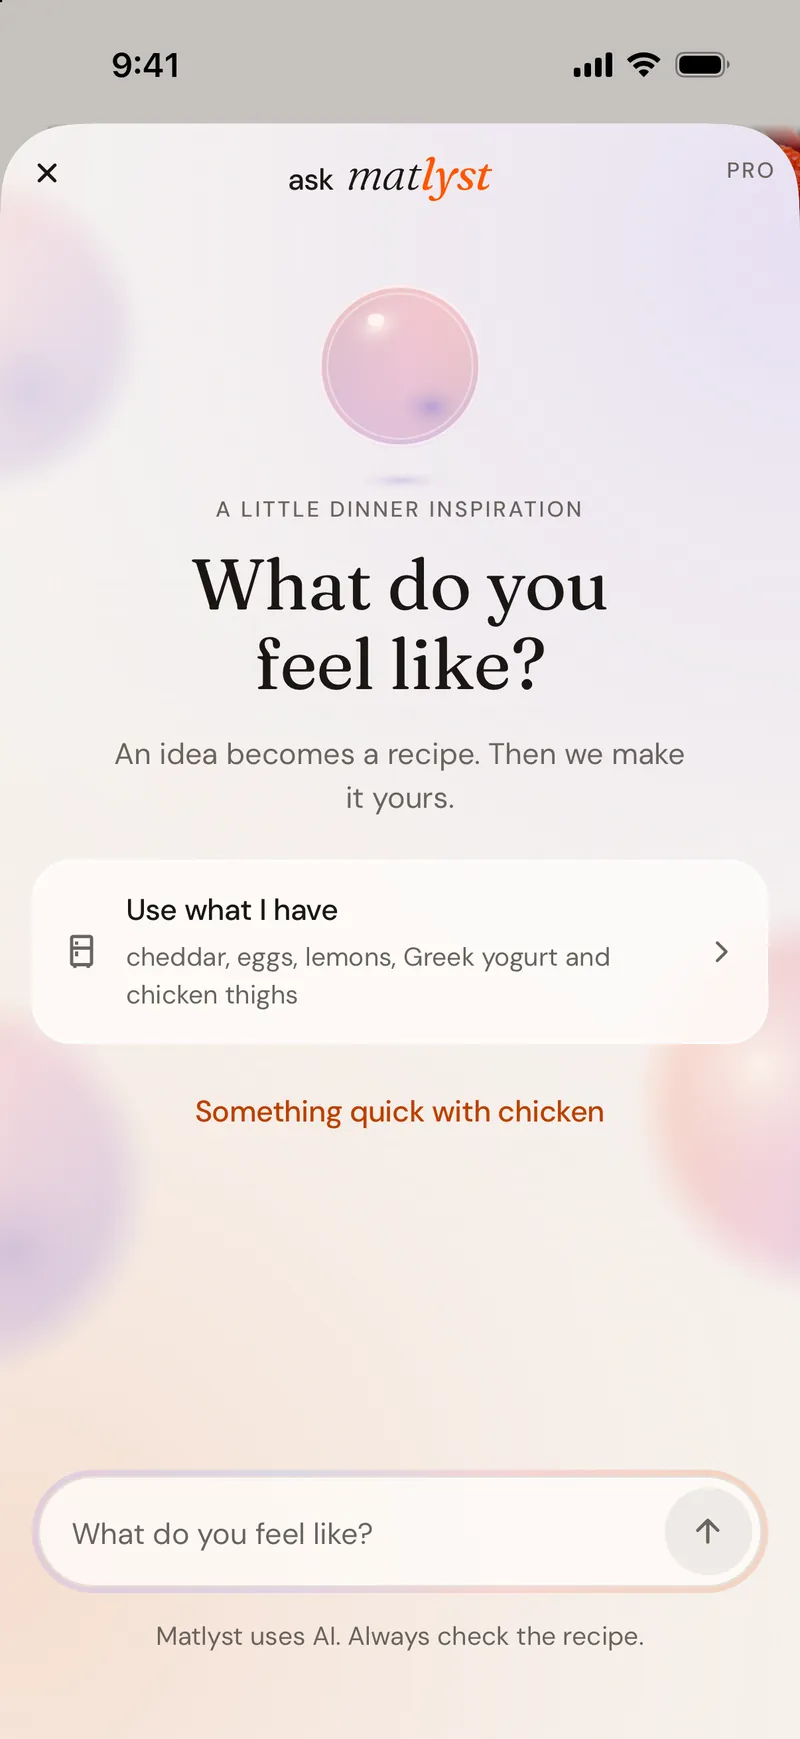 9:41
ask matlyst
PRO
A LITTLE DINNER INSPIRATION
What do you
feel like?
An idea becomes a recipe. Then we make
it yours.
Use what I have
cheddar, eggs, lemons, Greek yogurt and
chicken thighs
Something quick with chicken
What do you feel like?
Matlyst uses AI. Always check the recipe.